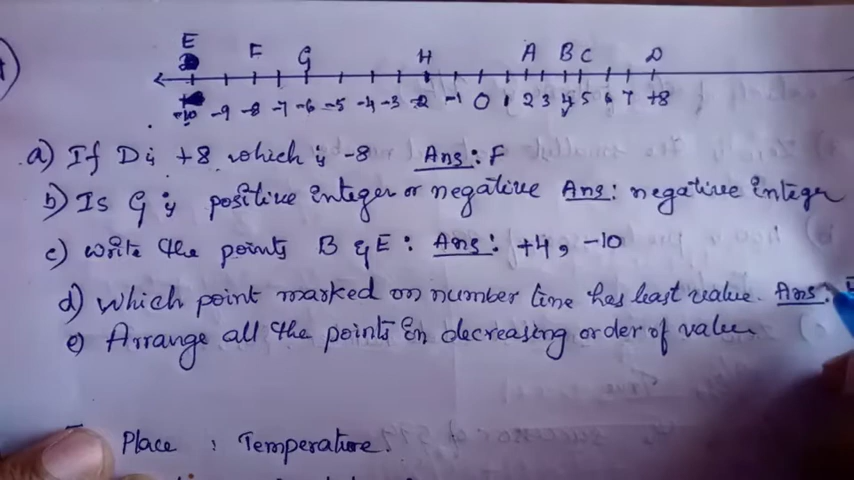 E F G H A B C D
-10 -9 -8 -7 -6 -5 -4 -3 -2 -1 0 1 2 3 4 5 6 7 +8
a) If D is +8 which is -8 Ans: F
b) Is G is positive integer or negative Ans: negative integer
c) write the points B & E: Ans: +4, -10
d) which point marked on number line has least value. Ans:
e) Arrange all the points in decreasing order of value
Place : Temperature.